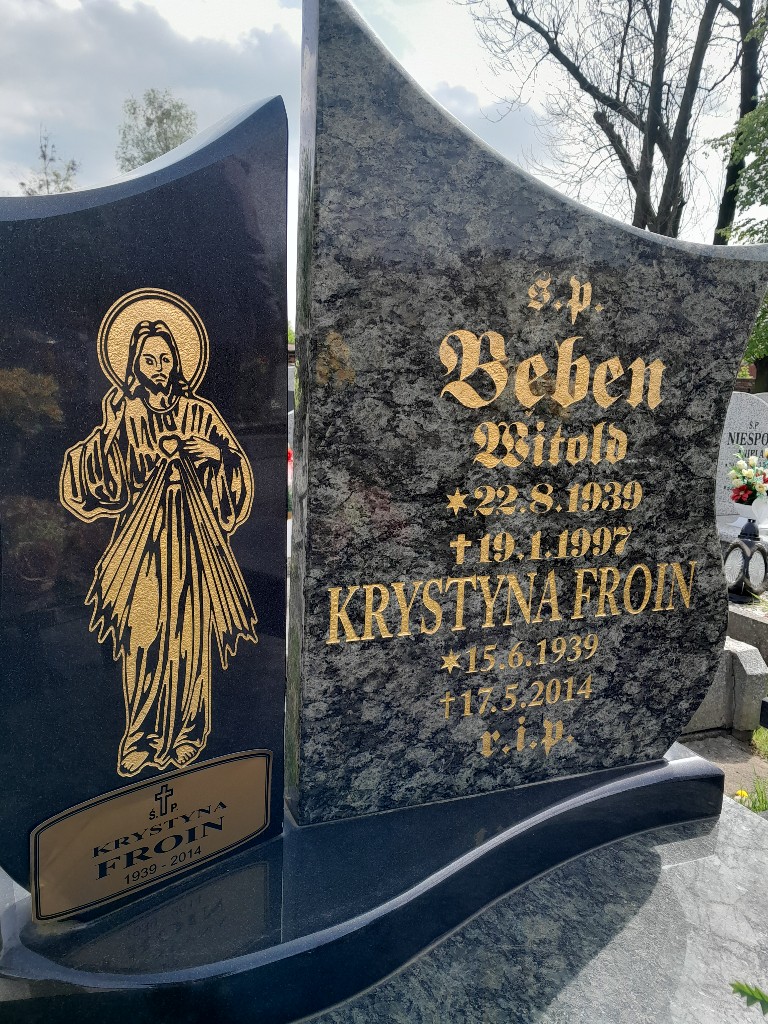 ś.p.
Bęben
Witold
*22.8.1939
†19.1.1997
KRYSTYNA FROIN
*15.6.1939
†17.5.2014
r.i.p.
Ś. P.
KRYSTYNA
FROIN
1939 - 2014
Ś.P.